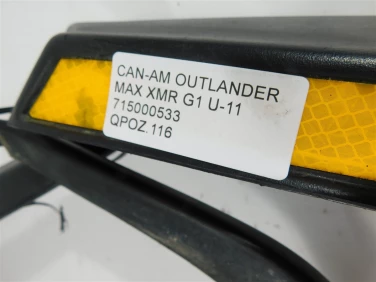 CAN-AM OUTLANDER
MAX XMR G1 U-11
715000533
QPOZ.116